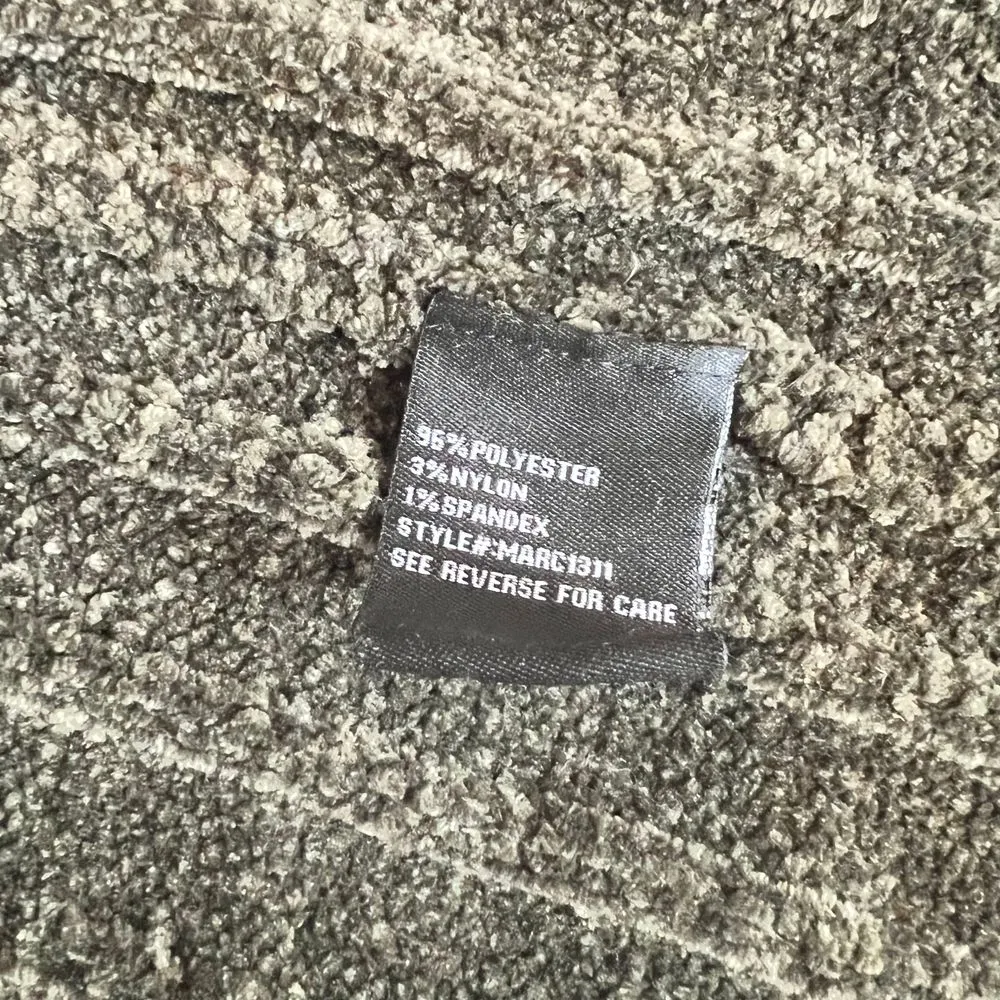 96%POLYESTER
3%NYLON
1%SPANDEX
STYLE#:MARC1311
SEE REVERSE FOR CARE